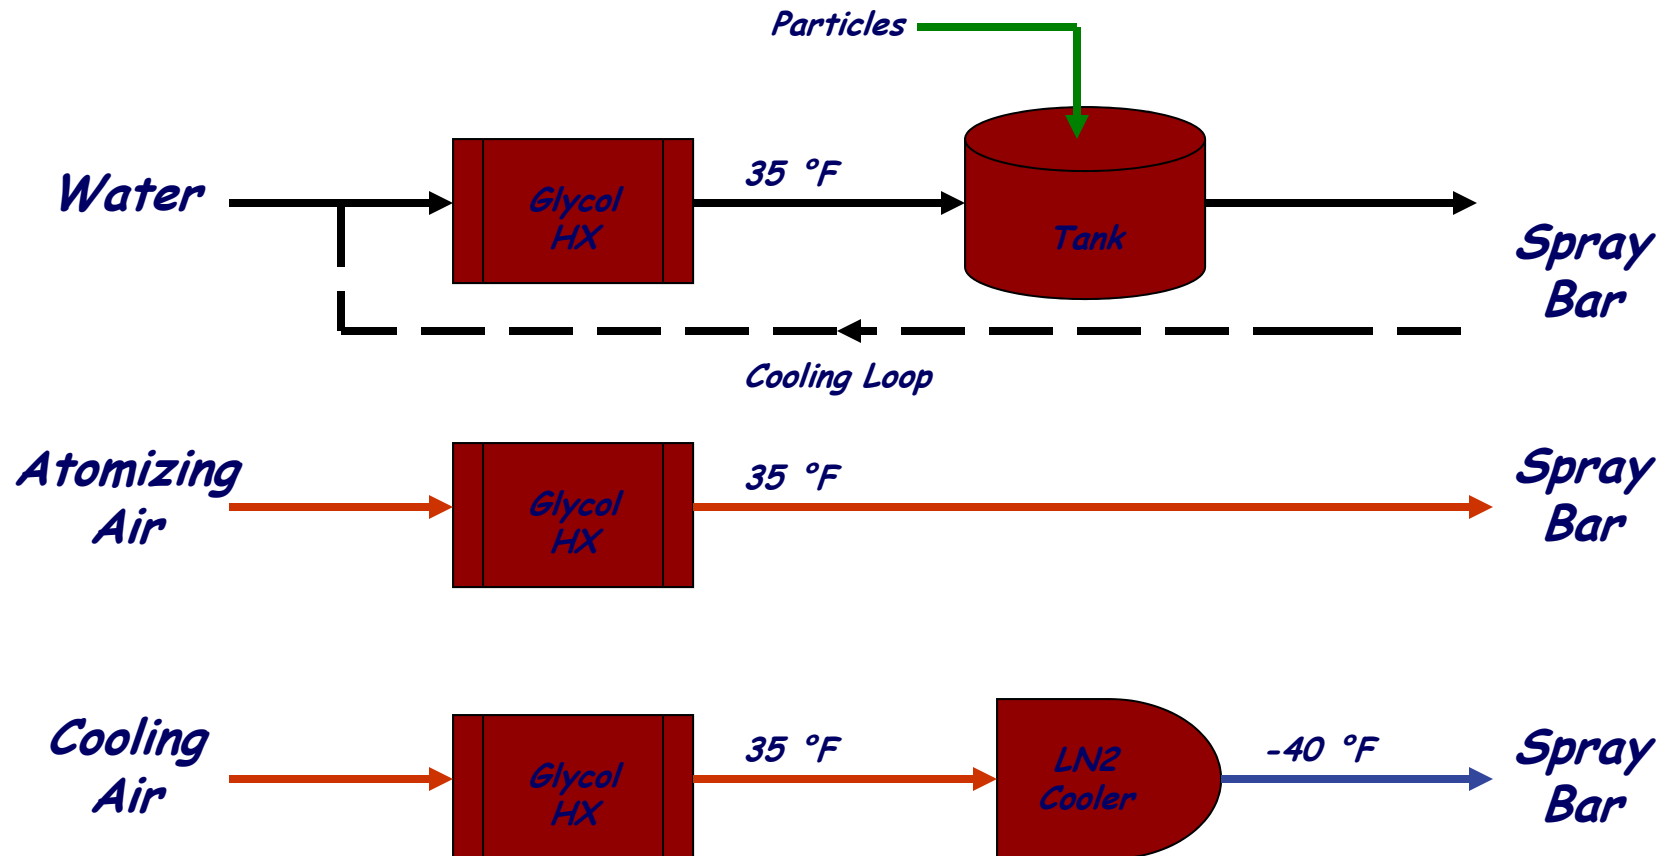 Particles
Water
Glycol
HX
35 °F
Tank
Spray
Bar
Cooling Loop
Atomizing
Air
Glycol
HX
35 °F
Spray
Bar
Cooling
Air
Glycol
HX
35 °F
LN2
Cooler
-40 °F
Spray
Bar